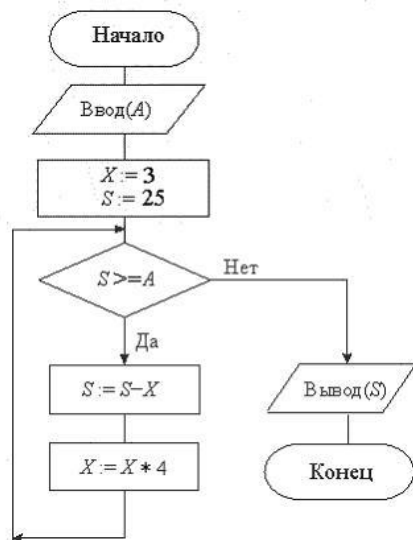 Начало
Ввод(A)
X := 3
S := 25
S >= A
Нет
Да
S := S − X
X := X * 4
Вывод(S)
Конец